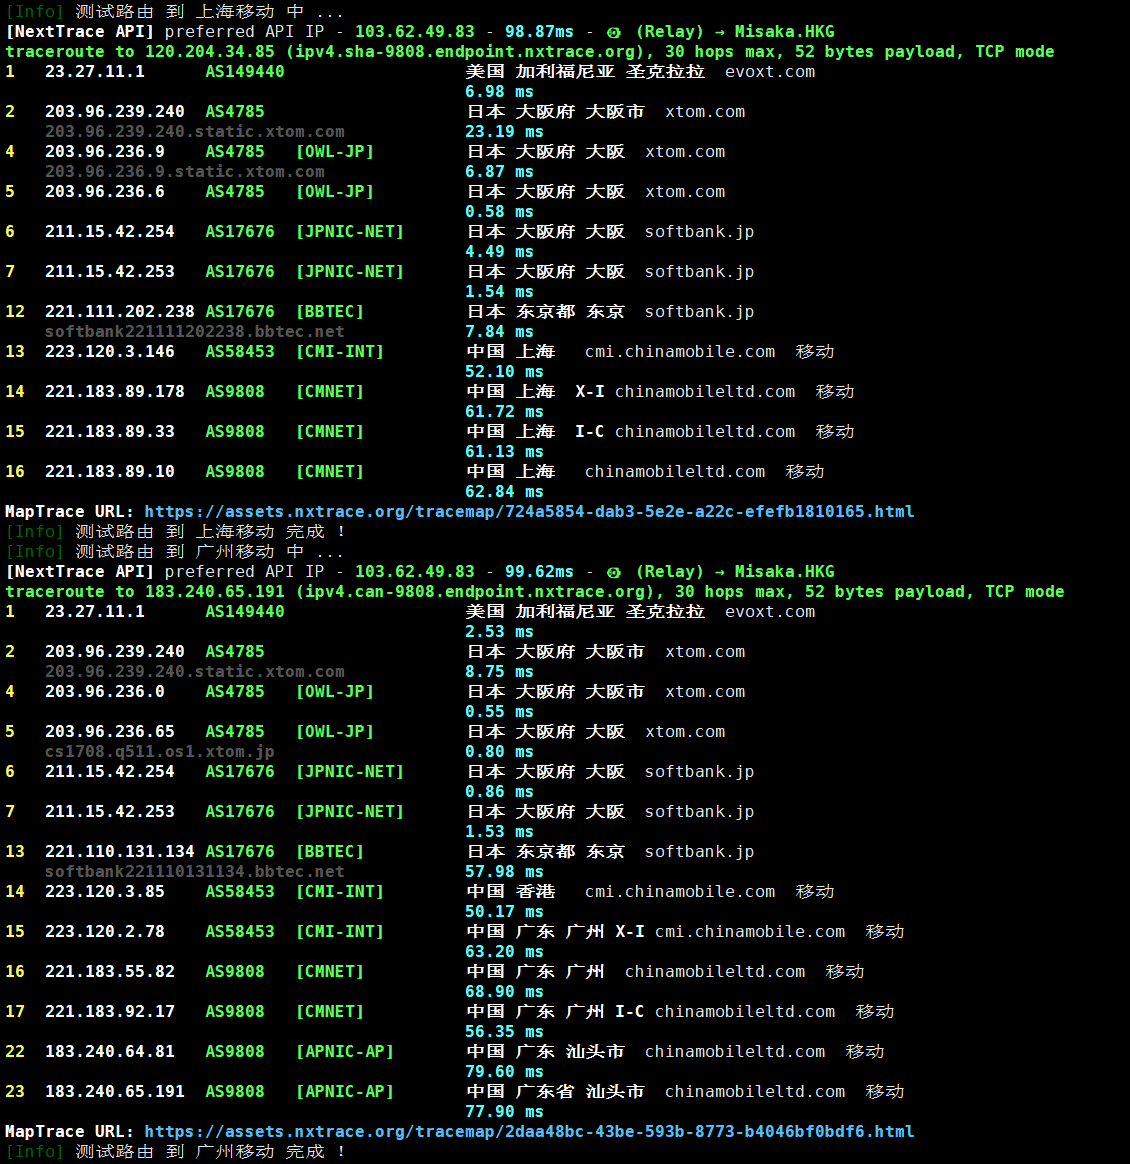 [Info] 测试路由 到 上海移动 中 ...
[NextTrace API] preferred API IP - 103.62.49.83 - 98.87ms - (Relay) → Misaka.HKG
traceroute to 120.204.34.85 (ipv4.sha-9808.endpoint.nxtrace.org), 30 hops max, 52 bytes payload, TCP mode
1 23.27.11.1 AS149440 美国 加利福尼亚 圣克拉拉 evoxt.com
6.98 ms
2 203.96.239.240 AS4785 日本 大阪府 大阪市 xtom.com
203.96.239.240.static.xtom.com 23.19 ms
4 203.96.236.9 AS4785 [OWL-JP] 日本 大阪府 大阪 xtom.com
203.96.236.9.static.xtom.com 6.87 ms
5 203.96.236.6 AS4785 [OWL-JP] 日本 大阪府 大阪 xtom.com
0.58 ms
6 211.15.42.254 AS17676 [JPNIC-NET] 日本 大阪府 大阪 softbank.jp
4.49 ms
7 211.15.42.253 AS17676 [JPNIC-NET] 日本 大阪府 大阪 softbank.jp
1.54 ms
12 221.111.202.238 AS17676 [BBTEC] 日本 东京都 东京 softbank.jp
softbank221111202238.bbtec.net 7.84 ms
13 223.120.3.146 AS58453 [CMI-INT] 中国 上海 cmi.chinamobile.com 移动
52.10 ms
14 221.183.89.178 AS9808 [CMNET] 中国 上海 X-I chinamobileltd.com 移动
61.72 ms
15 221.183.89.33 AS9808 [CMNET] 中国 上海 I-C chinamobileltd.com 移动
61.13 ms
16 221.183.89.10 AS9808 [CMNET] 中国 上海 chinamobileltd.com 移动
62.84 ms
MapTrace URL: https://assets.nxtrace.org/tracemap/724a5854-dab3-5e2e-a22c-efefb1810165.html
[Info] 测试路由 到 上海移动 完成 !
[Info] 测试路由 到 广州移动 中 ...
[NextTrace API] preferred API IP - 103.62.49.83 - 99.62ms - (Relay) → Misaka.HKG
traceroute to 183.240.65.191 (ipv4.can-9808.endpoint.nxtrace.org), 30 hops max, 52 bytes payload, TCP mode
1 23.27.11.1 AS149440 美国 加利福尼亚 圣克拉拉 evoxt.com
2.53 ms
2 203.96.239.240 AS4785 日本 大阪府 大阪市 xtom.com
203.96.239.240.static.xtom.com 8.75 ms
4 203.96.236.0 AS4785 [OWL-JP] 日本 大阪府 大阪市 xtom.com
0.55 ms
5 203.96.236.65 AS4785 [OWL-JP] 日本 大阪府 大阪 xtom.com
cs1708.q511.os1.xtom.jp 0.80 ms
6 211.15.42.254 AS17676 [JPNIC-NET] 日本 大阪府 大阪 softbank.jp
0.86 ms
7 211.15.42.253 AS17676 [JPNIC-NET] 日本 大阪府 大阪 softbank.jp
1.53 ms
13 221.110.131.134 AS17676 [BBTEC] 日本 东京都 东京 softbank.jp
softbank221110131134.bbtec.net 57.98 ms
14 223.120.3.85 AS58453 [CMI-INT] 中国 香港 cmi.chinamobile.com 移动
50.17 ms
15 223.120.2.78 AS58453 [CMI-INT] 中国 广东 广州 X-I cmi.chinamobile.com 移动
63.20 ms
16 221.183.55.82 AS9808 [CMNET] 中国 广东 广州 chinamobileltd.com 移动
68.90 ms
17 221.183.92.17 AS9808 [CMNET] 中国 广东 广州 I-C chinamobileltd.com 移动
56.35 ms
22 183.240.64.81 AS9808 [APNIC-AP] 中国 广东 汕头市 chinamobileltd.com 移动
79.60 ms
23 183.240.65.191 AS9808 [APNIC-AP] 中国 广东省 汕头市 chinamobileltd.com 移动
77.90 ms
MapTrace URL: https://assets.nxtrace.org/tracemap/2daa48bc-43be-593b-8773-b4046bf0bdf6.html
[Info] 测试路由 到 广州移动 完成 !